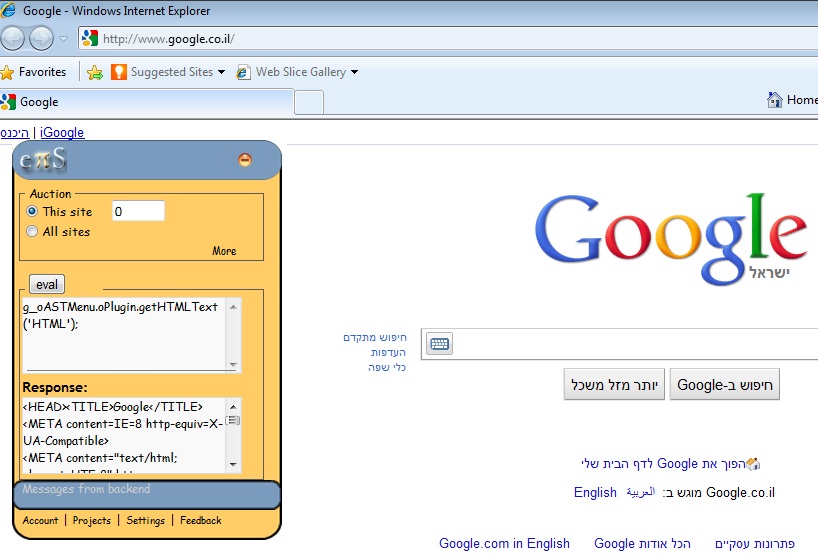 Google - Windows Internet Explorer
http://www.google.co.il/
Favorites Suggested Sites Web Slice Gallery
Google Home
היכנס | iGoogle
eπS
Auction
This site 0
All sites
More
eval
g_oASTMenu.oPlugin.getHTMLText
('HTML');
Response:
<HEAD><TITLE>Google</TITLE>
<META content=IE=8 http-equiv=X-
UA-Compatible>
<META content="text/html;
Messages from backend
Account | Projects | Settings | Feedback
Google
ישראל
חיפוש מתקדם
העדפות
כלי שפה
חיפוש ב-Google יותר מזל משכל
הפוך את Google לדף הבית שלי
Google.co.il מוגש ב: العربية English
פתרונות עסקיים הכל אודות Google Google.com in English